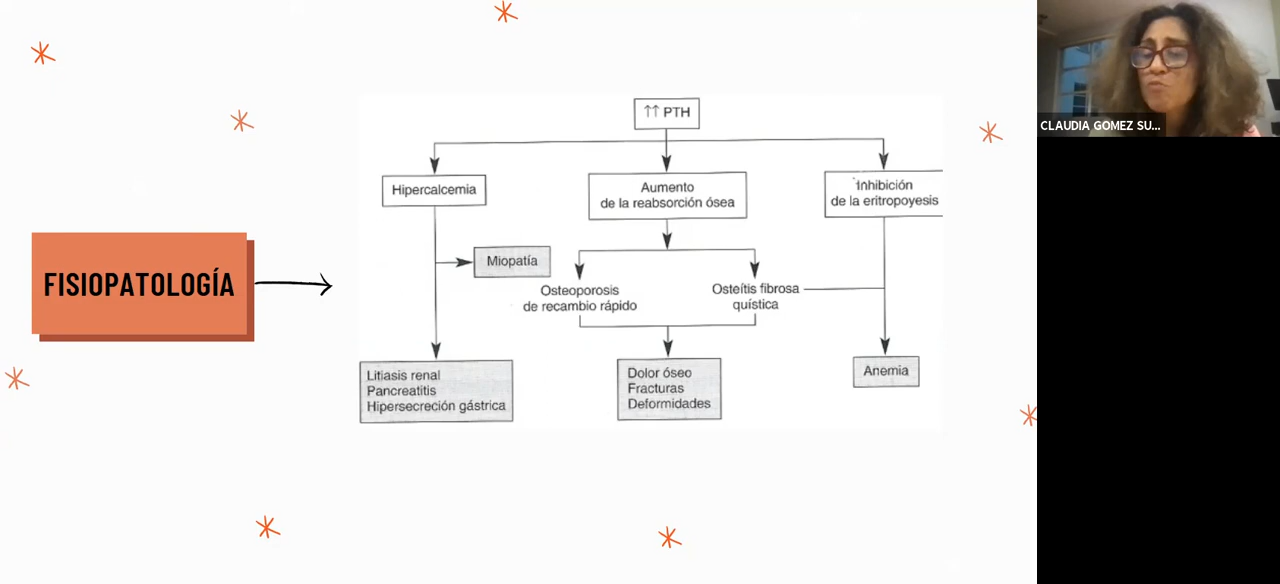 ↑↑ PTH
Hipercalcemia
Aumento
de la reabsorción ósea
Inhibición
de la eritropoyesis
Miopatía
FISIOPATOLOGÍA
Osteoporosis
de recambio rápido
Osteítis fibrosa
quística
Litiasis renal
Pancreatitis
Hipersecreción gástrica
Dolor óseo
Fracturas
Deformidades
Anemia
CLAUDIA GOMEZ SU...